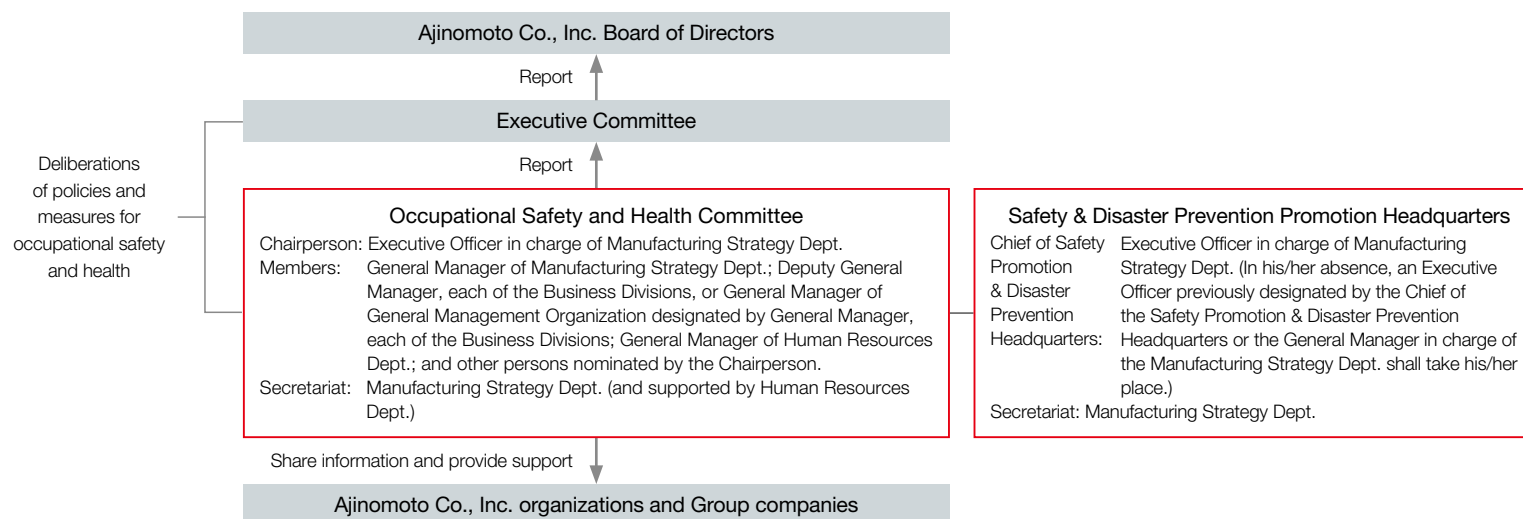 Ajinomoto Co., Inc. Board of Directors
Report
Executive Committee
Report
Deliberations
of policies and
measures for
occupational safety
and health
Occupational Safety and Health Committee
Chairperson: Executive Officer in charge of Manufacturing Strategy Dept.
Members: General Manager of Manufacturing Strategy Dept.; Deputy General
Manager, each of the Business Divisions, or General Manager of
General Management Organization designated by General Manager,
each of the Business Divisions; General Manager of Human Resources
Dept.; and other persons nominated by the Chairperson.
Secretariat: Manufacturing Strategy Dept. (and supported by Human Resources
Dept.)
Safety & Disaster Prevention Promotion Headquarters
Chief of Safety Executive Officer in charge of Manufacturing
Promotion Strategy Dept. (In his/her absence, an Executive
& Disaster Officer previously designated by the Chief of
Prevention the Safety Promotion & Disaster Prevention
Headquarters: Headquarters or the General Manager in charge of
the Manufacturing Strategy Dept. shall take his/her
place.)
Secretariat: Manufacturing Strategy Dept.
Share information and provide support
Ajinomoto Co., Inc. organizations and Group companies